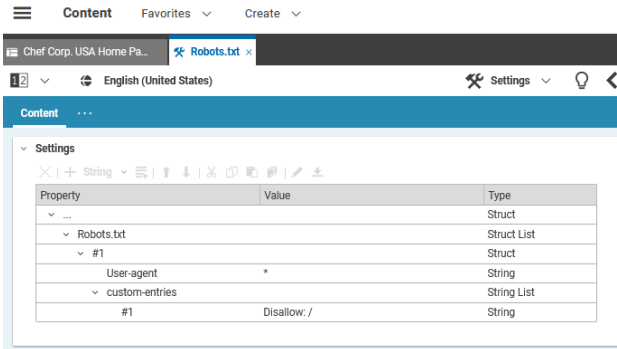 Content Favorites Create
Chef Corp. USA Home Pa... Robots.txt ×
12 English (United States) Settings
Content ...
Settings
String
Property Value Type
... Struct
Robots.txt Struct List
#1 Struct
User-agent * String
custom-entries String List
#1 Disallow: / String